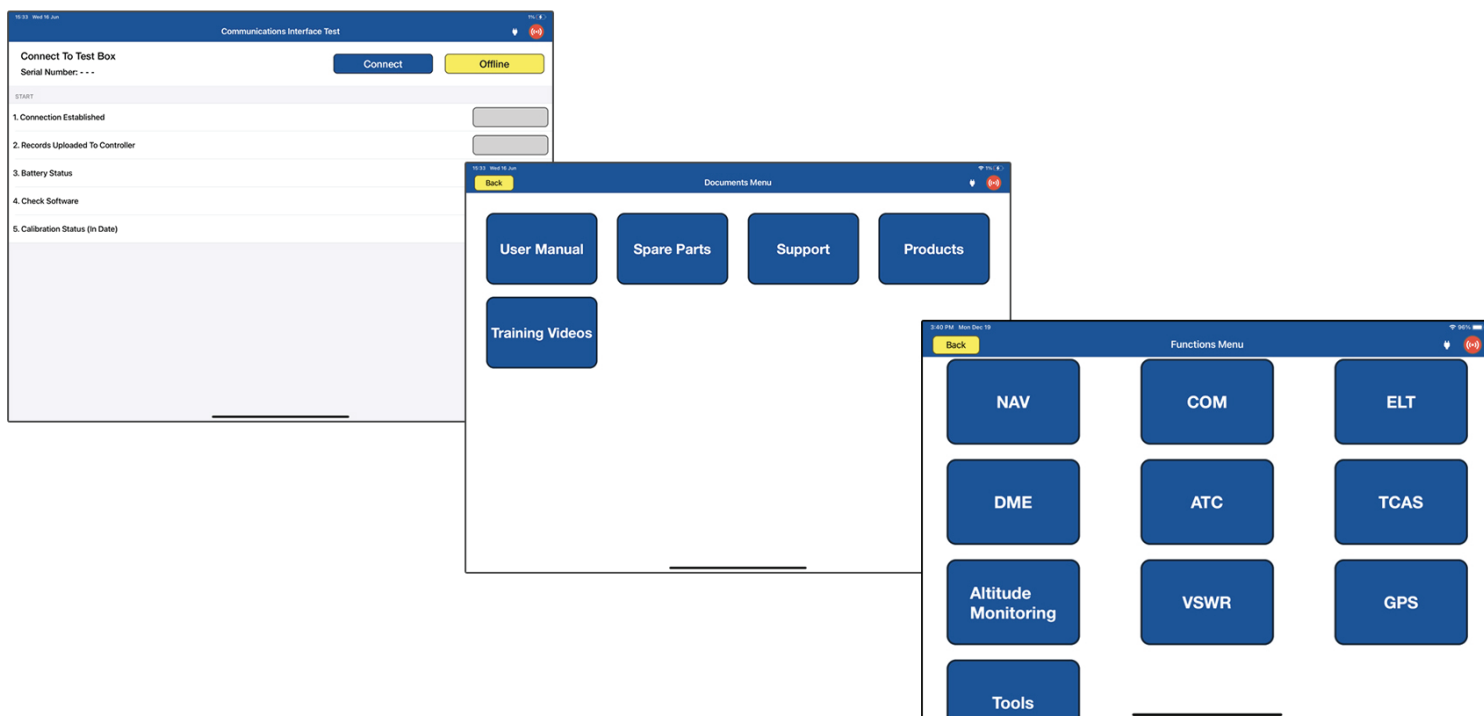 15:33 Wed 16 Jun
1%
Communications Interface Test
Connect To Test Box
Serial Number: - - -
Connect
Offline
START
1. Connection Established
2. Records Uploaded To Controller
3. Battery Status
4. Check Software
5. Calibration Status (In Date)
15:33 Wed 16 Jun
1%
Back
Documents Menu
User Manual
Spare Parts
Support
Products
Training Videos
3:40 PM Mon Dec 19
96%
Back
Functions Menu
NAV
COM
ELT
DME
ATC
TCAS
Altitude
Monitoring
VSWR
GPS
Tools